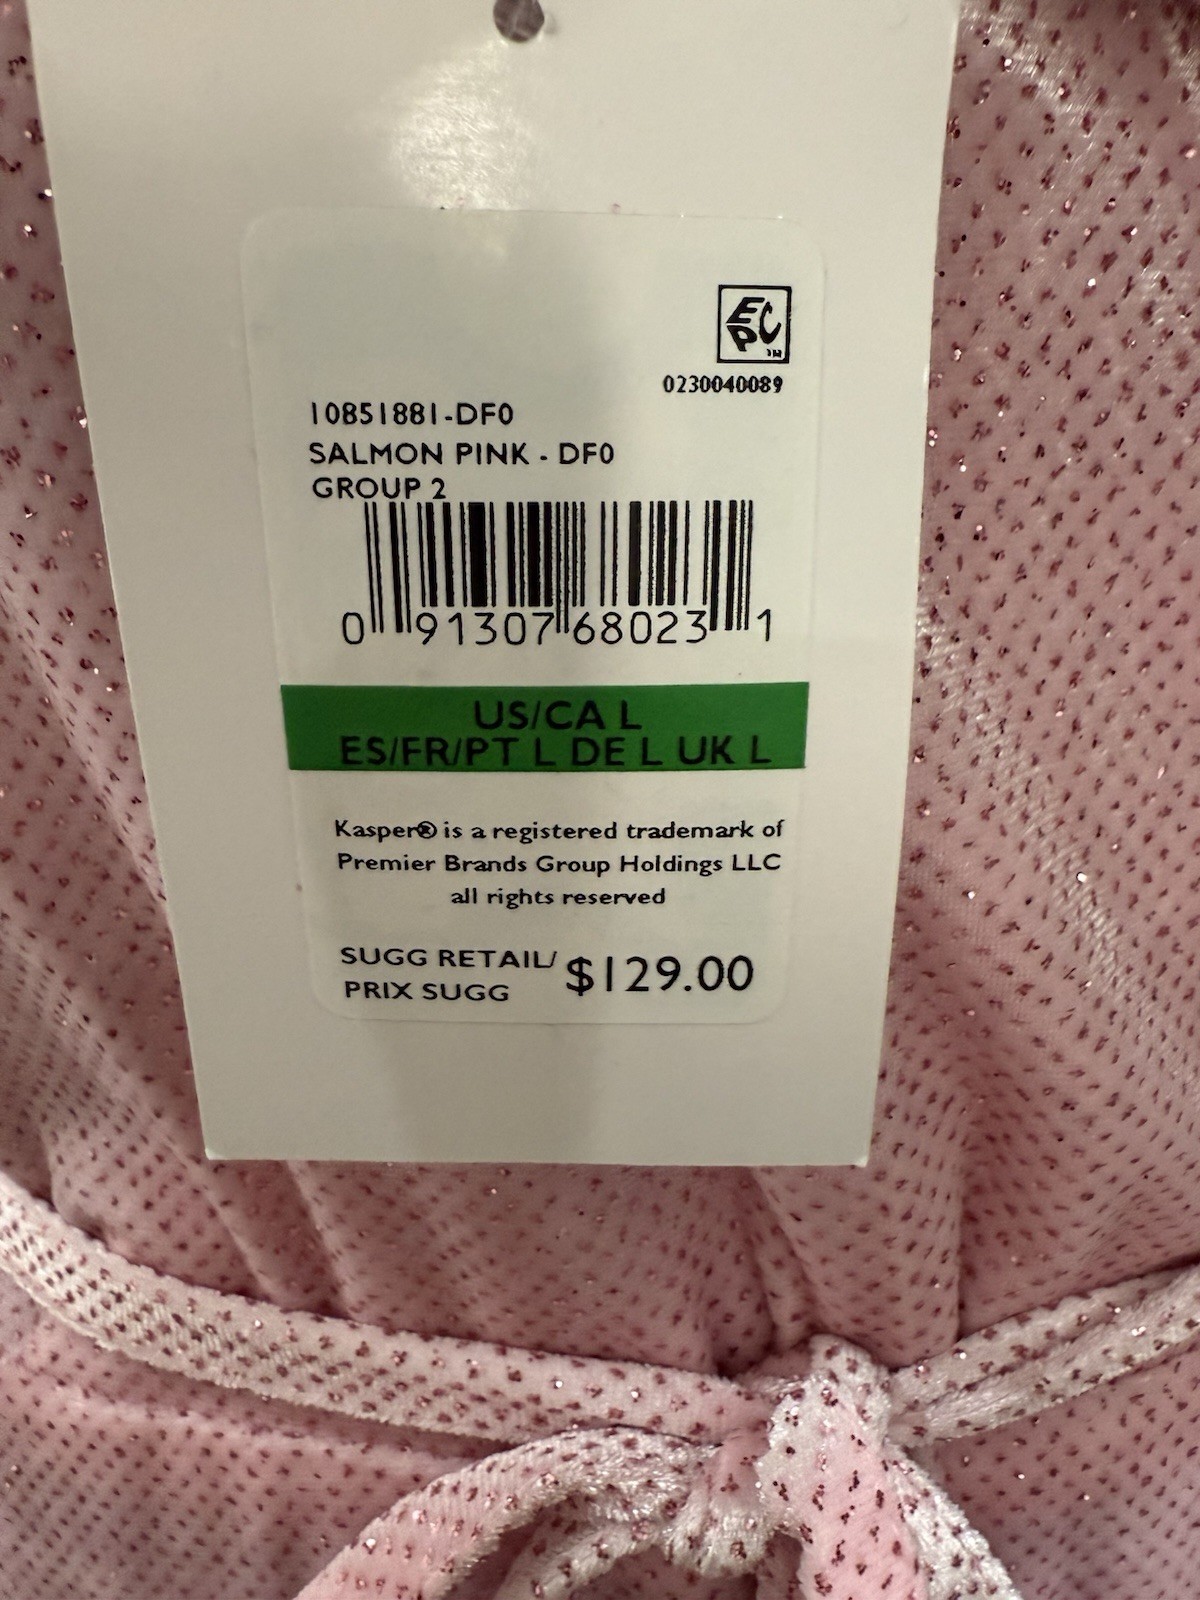 EPC™
0230040089
10851881-DF0
SALMON PINK - DF0
GROUP 2
0 91307 68023 1
US/CA L
ES/FR/PT L DE L UK L
Kasper® is a registered trademark of
Premier Brands Group Holdings LLC
all rights reserved
SUGG RETAIL/ $129.00
PRIX SUGG